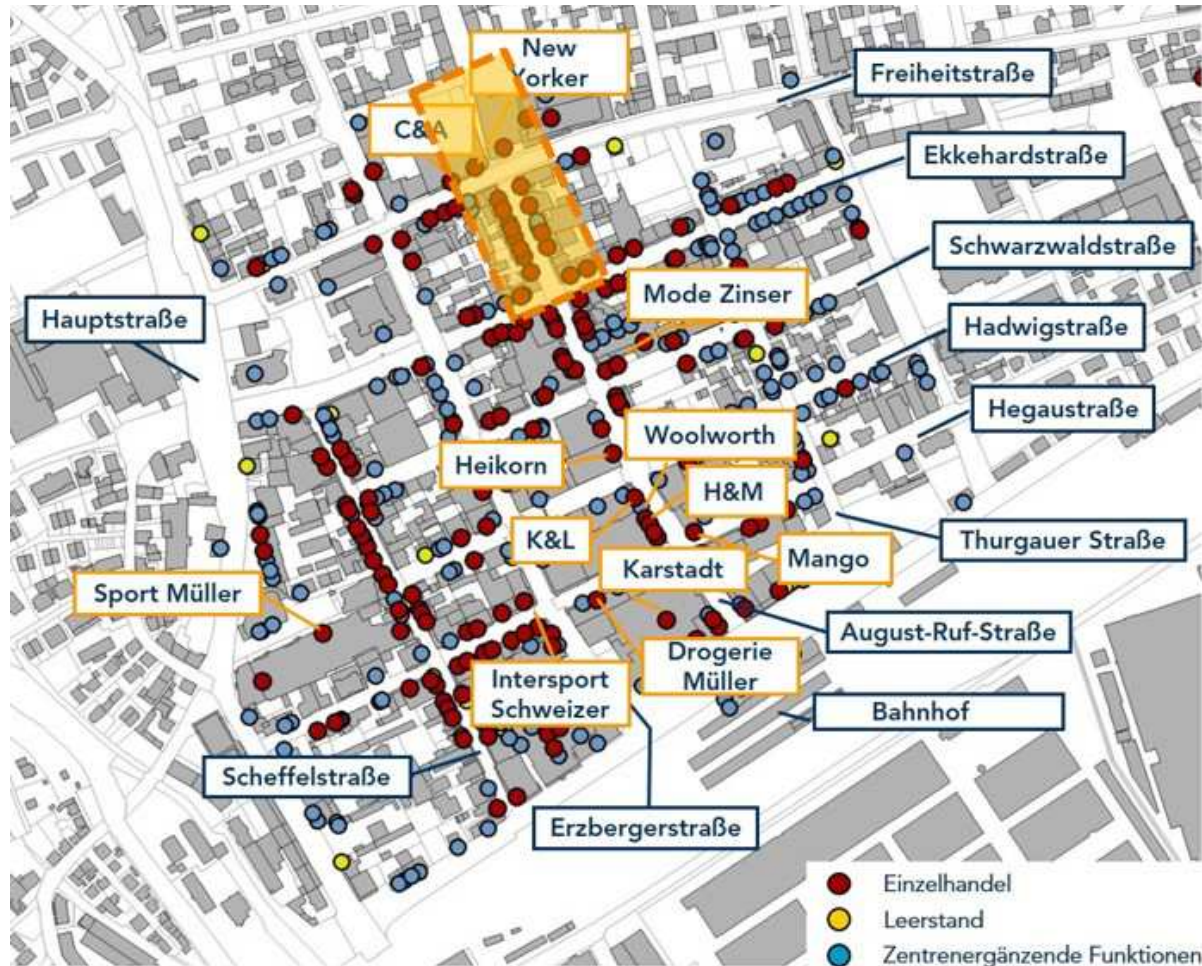 New
Yorker
C&A
Freiheitstraße
Ekkehardstraße
Schwarzwaldstraße
Hauptstraße
Mode Zinser
Hadwigstraße
Hegaustraße
Woolworth
Heikorn
H&M
K&L
Thurgauer Straße
Karstadt
Mango
Sport Müller
August-Ruf-Straße
Drogerie
Müller
Intersport
Schweizer
Bahnhof
Scheffelstraße
Erzbergerstraße
Einzelhandel
Leerstand
Zentrenergänzende Funktionen